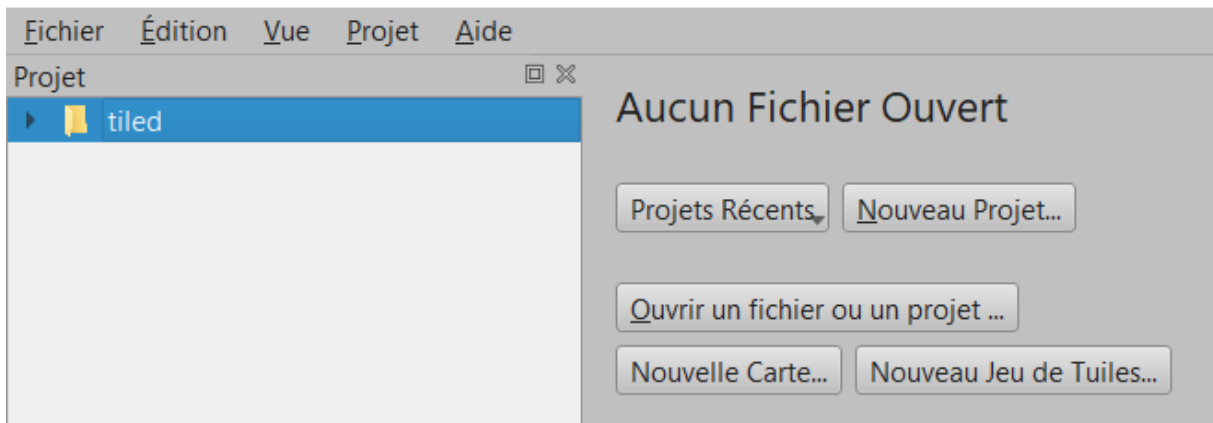 Fichier Édition Vue Projet Aide
Projet
tiled
Aucun Fichier Ouvert
Projets Récents Nouveau Projet...
Ouvrir un fichier ou un projet ...
Nouvelle Carte... Nouveau Jeu de Tuiles...